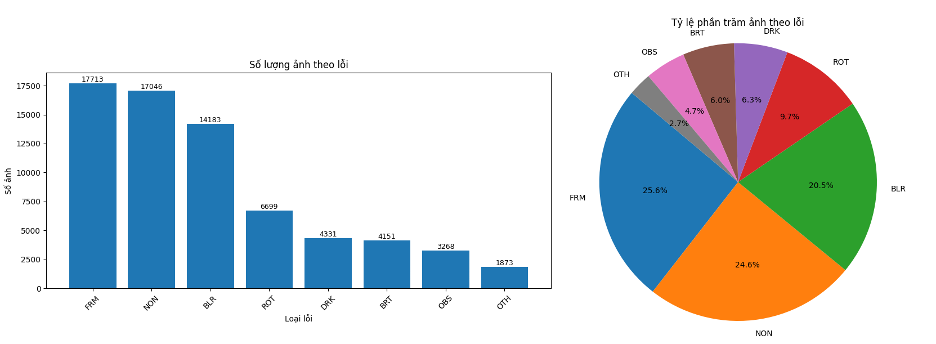 Số lượng ảnh theo lỗi
17713
17046
14183
6699
4331
4151
3268
1873
17500
15000
12500
10000
7500
5000
2500
0
Số ảnh
FRM NON BLR ROT DRK BRT OBS OTH
Loại lỗi
Tỷ lệ phần trăm ảnh theo lỗi
FRM
25.6%
NON
24.6%
BLR
20.5%
ROT
9.7%
DRK
6.3%
BRT
6.0%
OBS
4.7%
OTH
2.7%